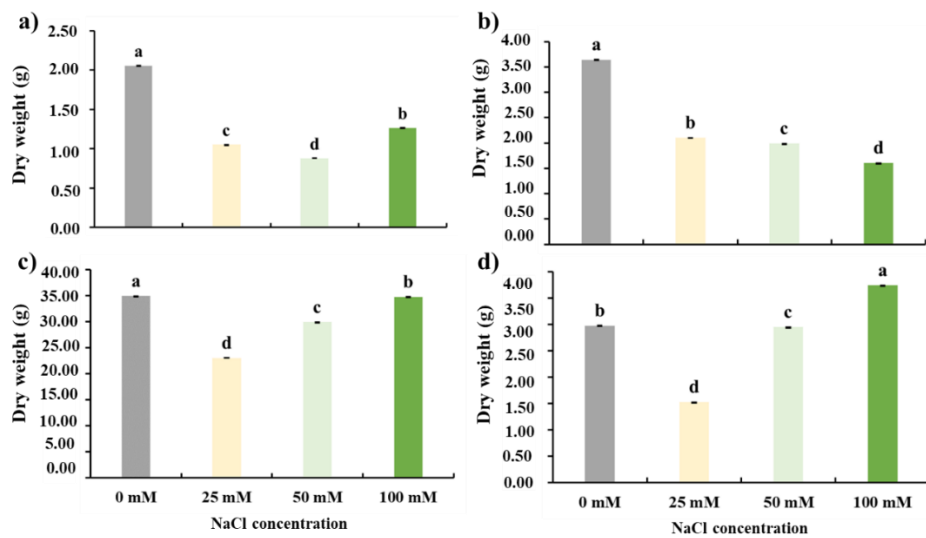 a)
Dry weight (g)
2.50
2.00
1.50
1.00
0.50
0.00
a
c
d
b
b)
Dry weight (g)
4.00
3.50
3.00
2.50
2.00
1.50
1.00
0.50
0.00
a
b
c
d
c)
Dry weight (g)
40.00
35.00
30.00
25.00
20.00
15.00
10.00
5.00
0.00
a
d
c
b
0 mM 25 mM 50 mM 100 mM
NaCl concentration
d)
Dry weight (g)
4.00
3.50
3.00
2.50
2.00
1.50
1.00
0.50
0.00
b
d
c
a
0 mM 25 mM 50 mM 100 mM
NaCl concentration